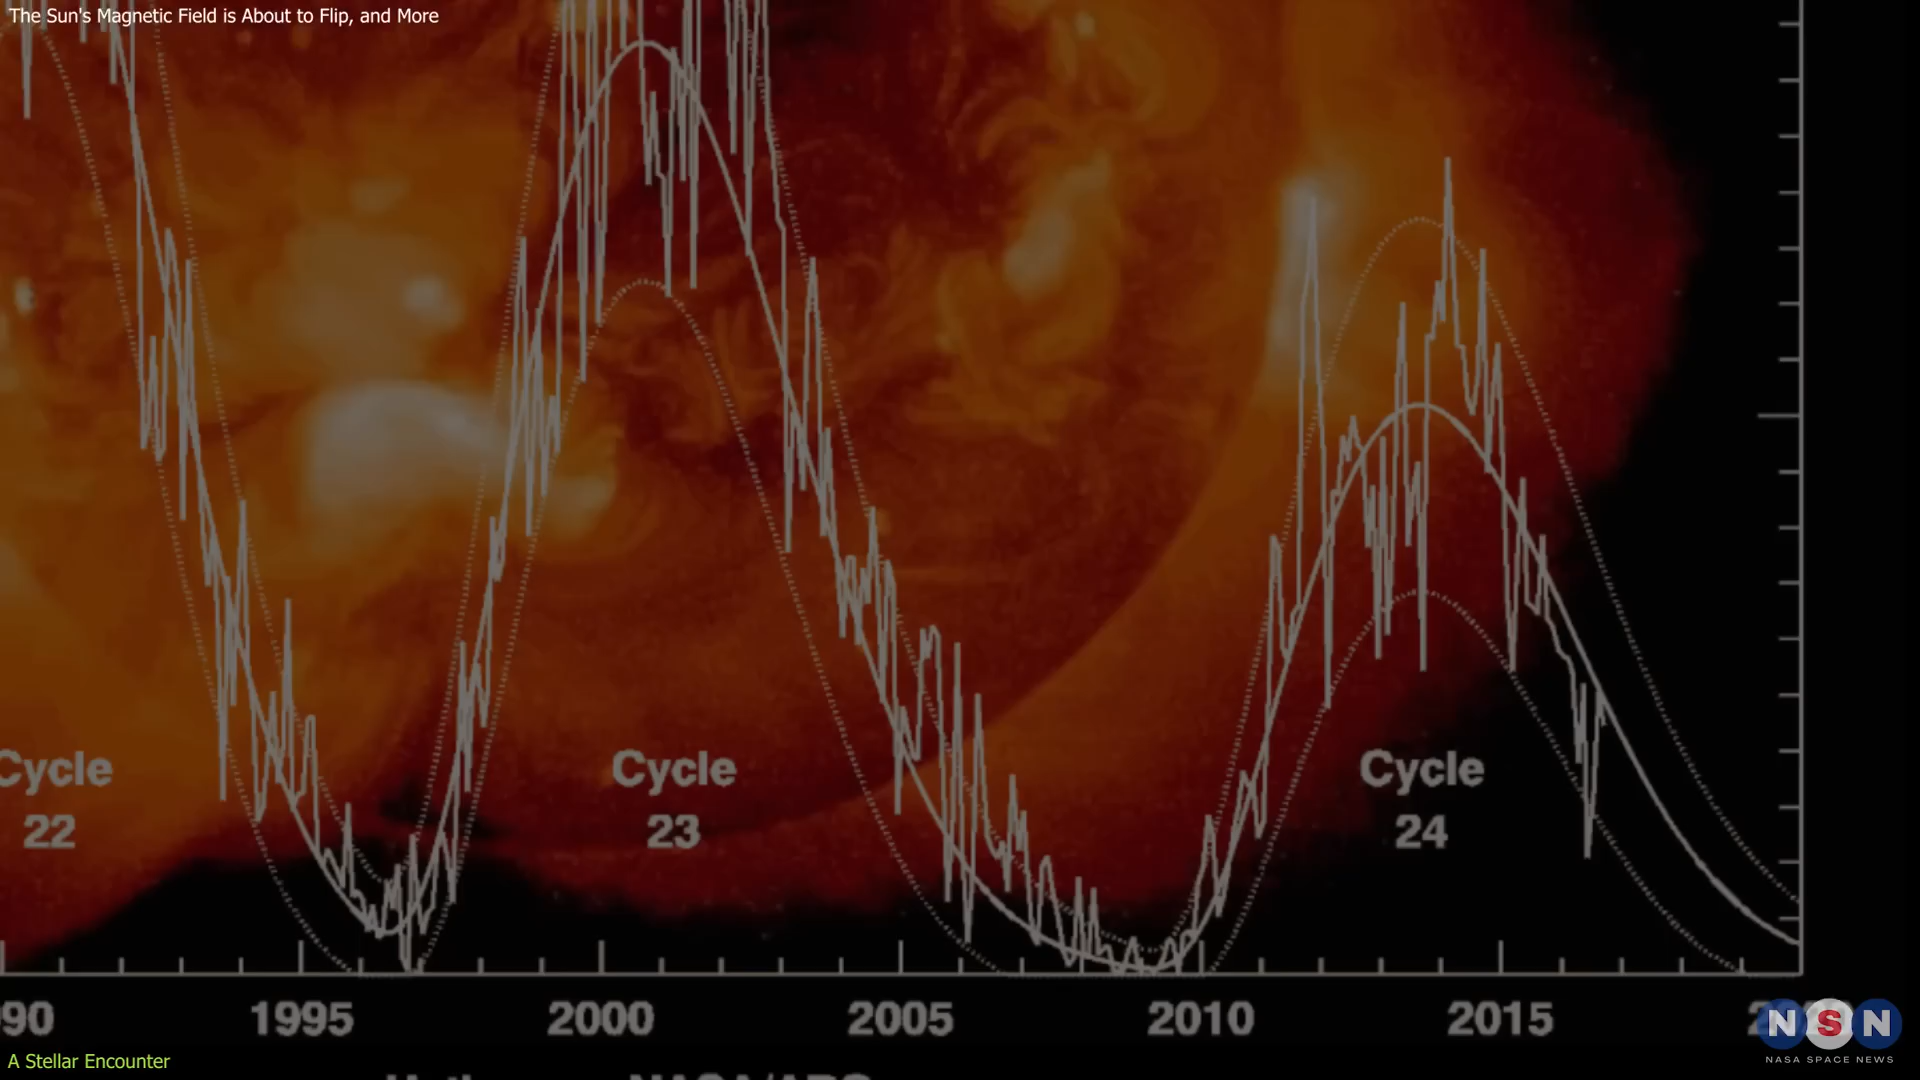 The Sun's Magnetic Field is About to Flip, and More
Cycle
22
Cycle
23
Cycle
24
90
1995
2000
2005
2010
2015
NSN
NASA SPACE NEWS
A Stellar Encounter